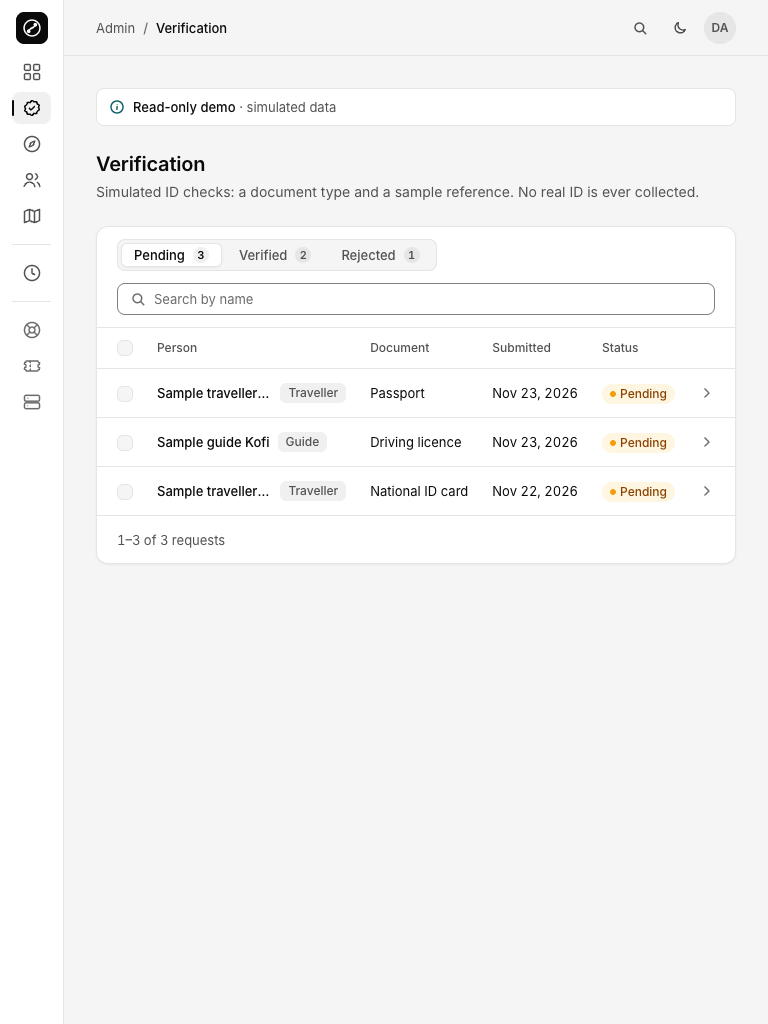 Admin / Verification
DA
Read-only demo · simulated data
Verification
Simulated ID checks: a document type and a sample reference. No real ID is ever collected.
Pending 3 Verified 2 Rejected 1
Search by name
Person Document Submitted Status
Sample traveller... Traveller Passport Nov 23, 2026 Pending
Sample guide Kofi Guide Driving licence Nov 23, 2026 Pending
Sample traveller... Traveller National ID card Nov 22, 2026 Pending
1–3 of 3 requests